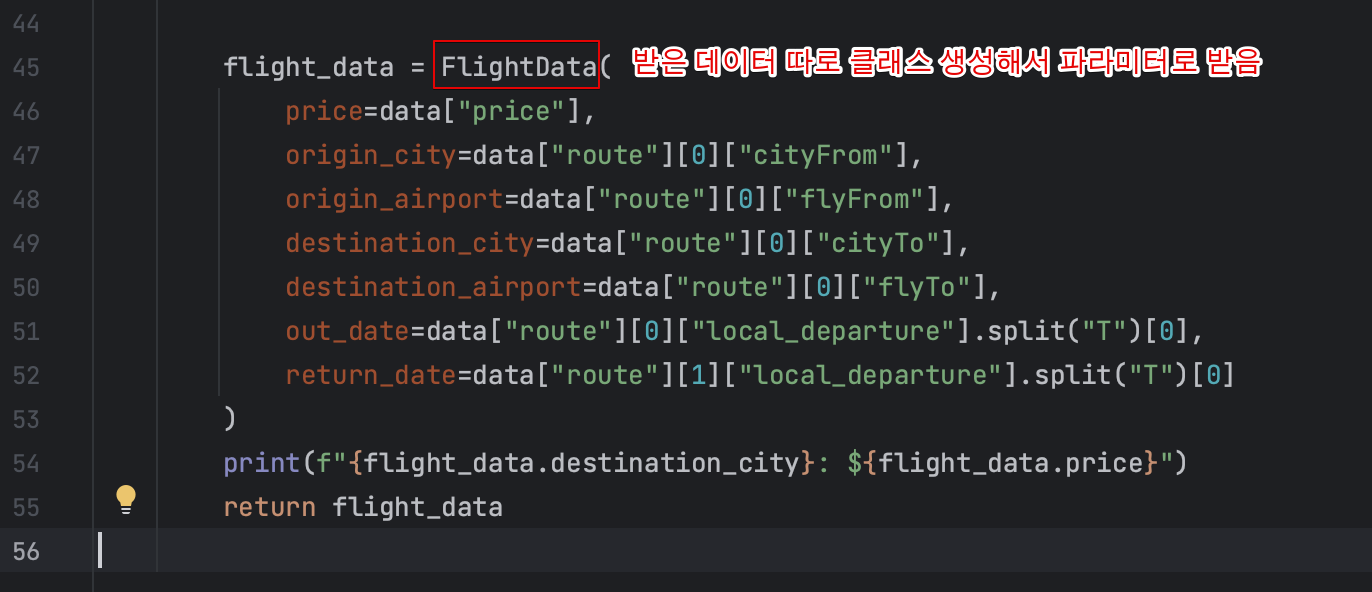 44
45 flight_data = FlightData( 받은 데이터 따로 클래스 생성해서 파라미터로 받음
46 price=data["price"],
47 origin_city=data["route"][0]["cityFrom"],
48 origin_airport=data["route"][0]["flyFrom"],
49 destination_city=data["route"][0]["cityTo"],
50 destination_airport=data["route"][0]["flyTo"],
51 out_date=data["route"][0]["local_departure"].split("T")[0],
52 return_date=data["route"][1]["local_departure"].split("T")[0]
53 )
54 print(f"{flight_data.destination_city}: ${flight_data.price}")
55 return flight_data
56